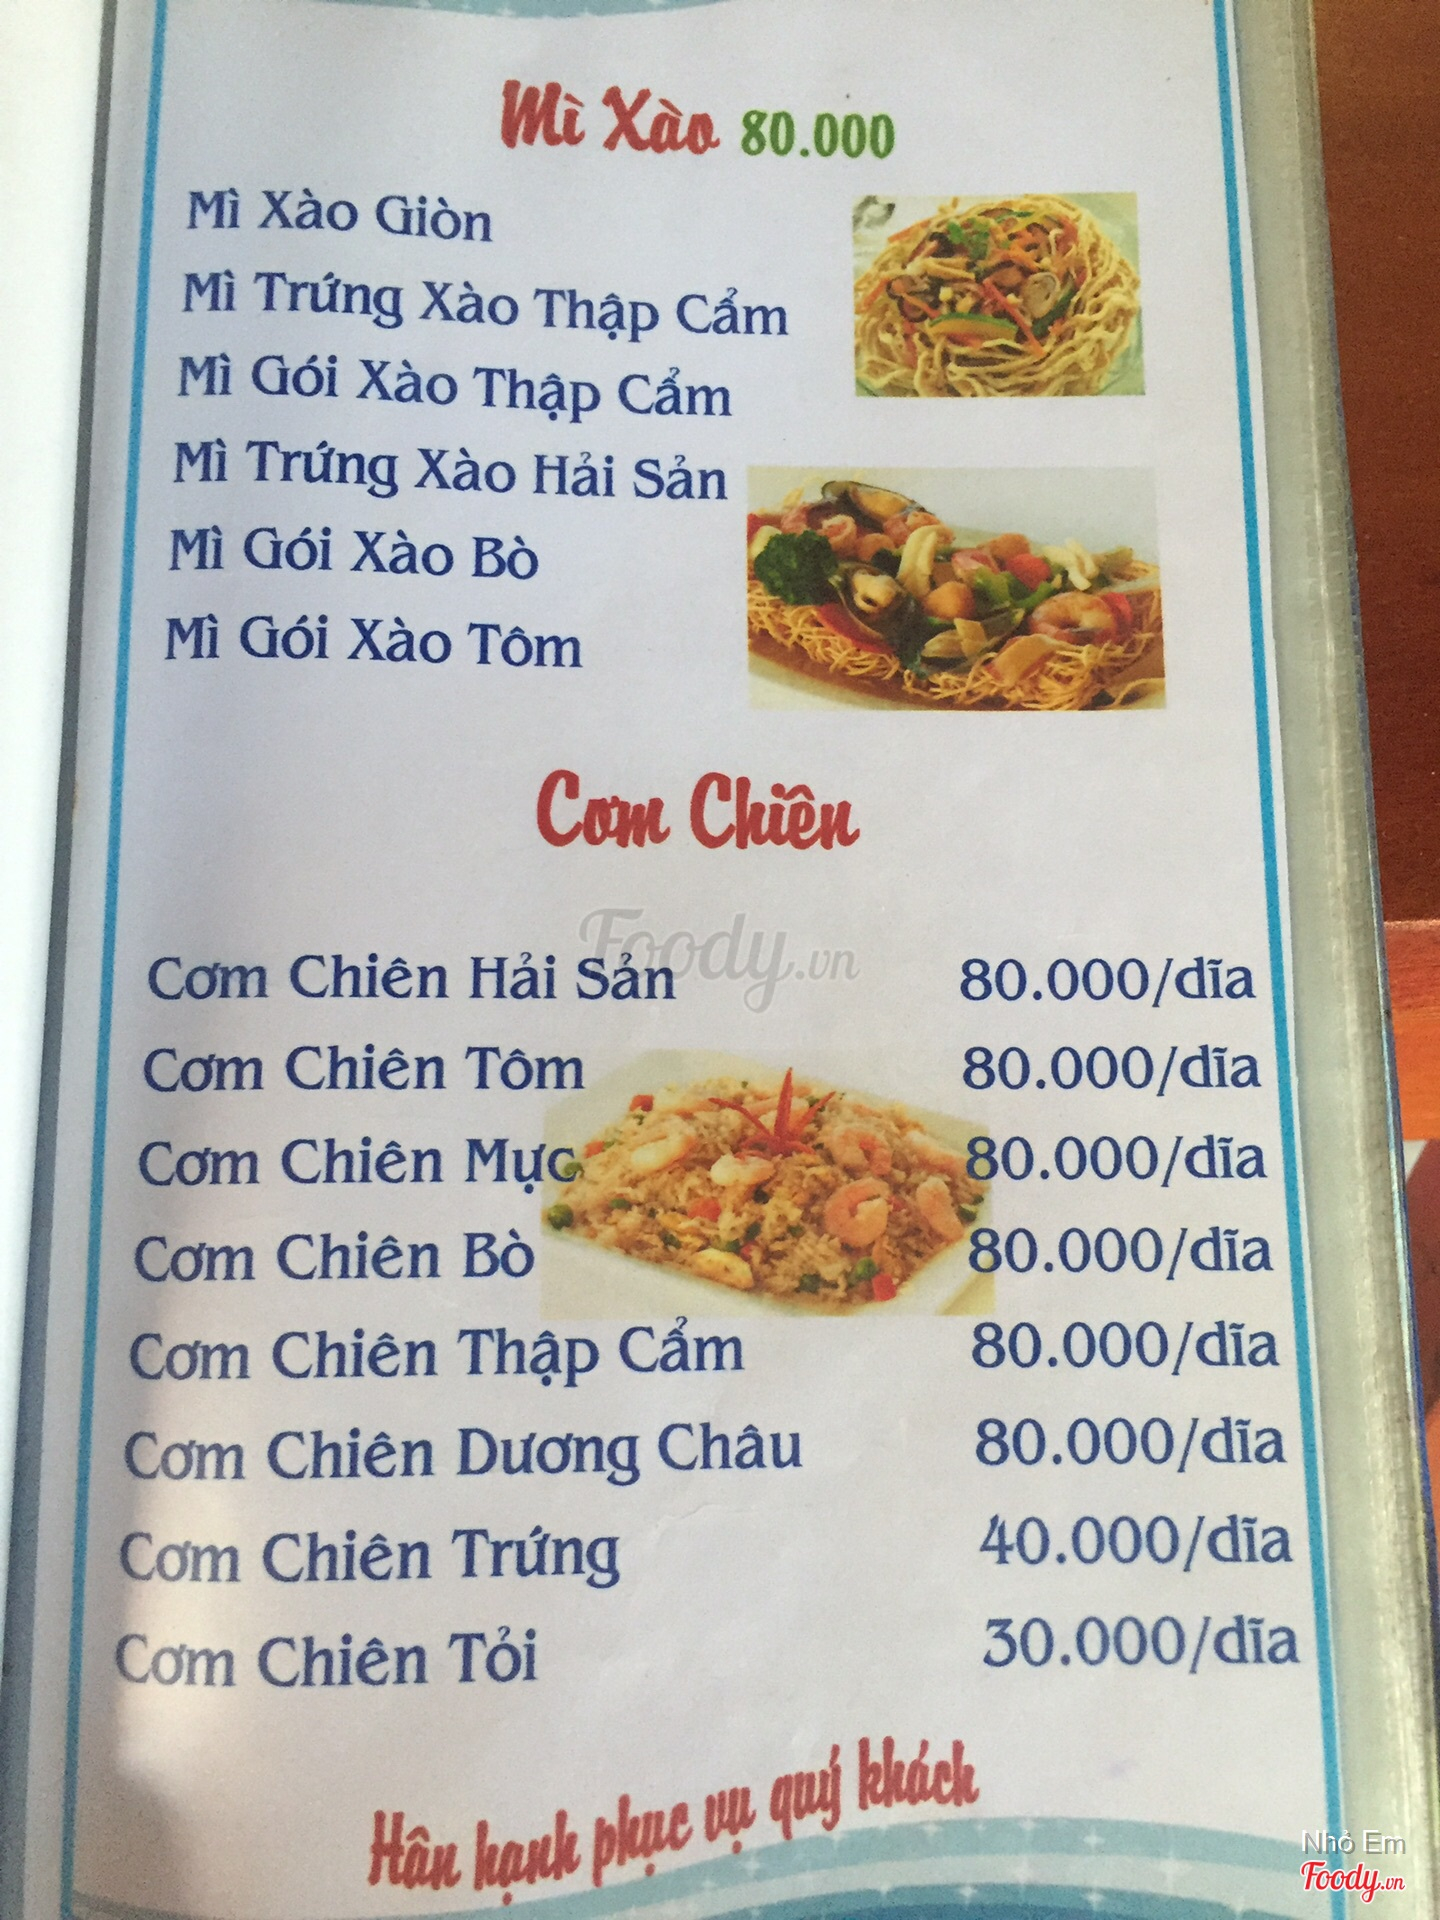 Mì Xào 80.000
Mì Xào Giòn
Mì Trứng Xào Thập Cẩm
Mì Gói Xào Thập Cẩm
Mì Trứng Xào Hải Sản
Mì Gói Xào Bò
Mì Gói Xào Tôm
Cơm Chiên
Foody.vn
Cơm Chiên Hải Sản 80.000/dĩa
Cơm Chiên Tôm 80.000/dĩa
Cơm Chiên Mực 80.000/dĩa
Cơm Chiên Bò 80.000/dĩa
Cơm Chiên Thập Cẩm 80.000/dĩa
Cơm Chiên Dương Châu 80.000/dĩa
Cơm Chiên Trứng 40.000/dĩa
Cơm Chiên Tỏi 30.000/dĩa
Hân hạnh phục vụ quý khách
Nhỏ Em
Foody.vn